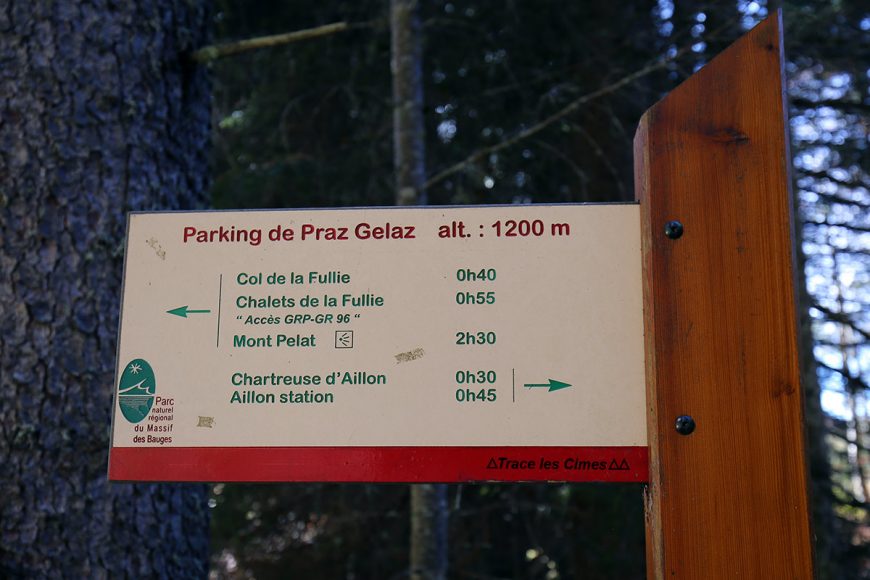 Parking de Praz Gelaz alt. : 1200 m
Col de la Fullie 0h40
Chalets de la Fullie 0h55
“ Accès GRP-GR 96 “
Mont Pelat 2h30
Chartreuse d'Aillon 0h30
Aillon station 0h45
Parc
naturel
régional
du Massif
des Bauges
Trace les Cimes